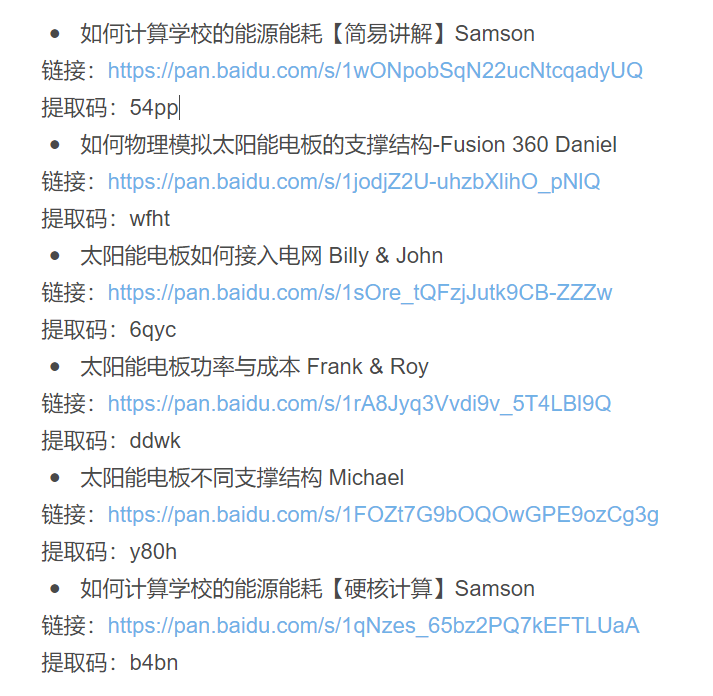 • 如何计算学校的能源能耗【简易讲解】Samson
链接：https://pan.baidu.com/s/1wONpobSqN22ucNtcqadyUQ
提取码：54pp
• 如何物理模拟太阳能电板的支撑结构-Fusion 360 Daniel
链接：https://pan.baidu.com/s/1jodjZ2U-uhzbXlihO_pNlQ
提取码：wfht
• 太阳能电板如何接入电网 Billy & John
链接：https://pan.baidu.com/s/1sOre_tQFzjJutk9CB-ZZZw
提取码：6qyc
• 太阳能电板功率与成本 Frank & Roy
链接：https://pan.baidu.com/s/1rA8Jyq3Vvdi9v_5T4LBl9Q
提取码：ddwk
• 太阳能电板不同支撑结构 Michael
链接：https://pan.baidu.com/s/1FOZt7G9bOQOwGPE9ozCg3g
提取码：y80h
• 如何计算学校的能源能耗【硬核计算】Samson
链接：https://pan.baidu.com/s/1qNzes_65bz2PQ7kEFTLUaA
提取码：b4bn